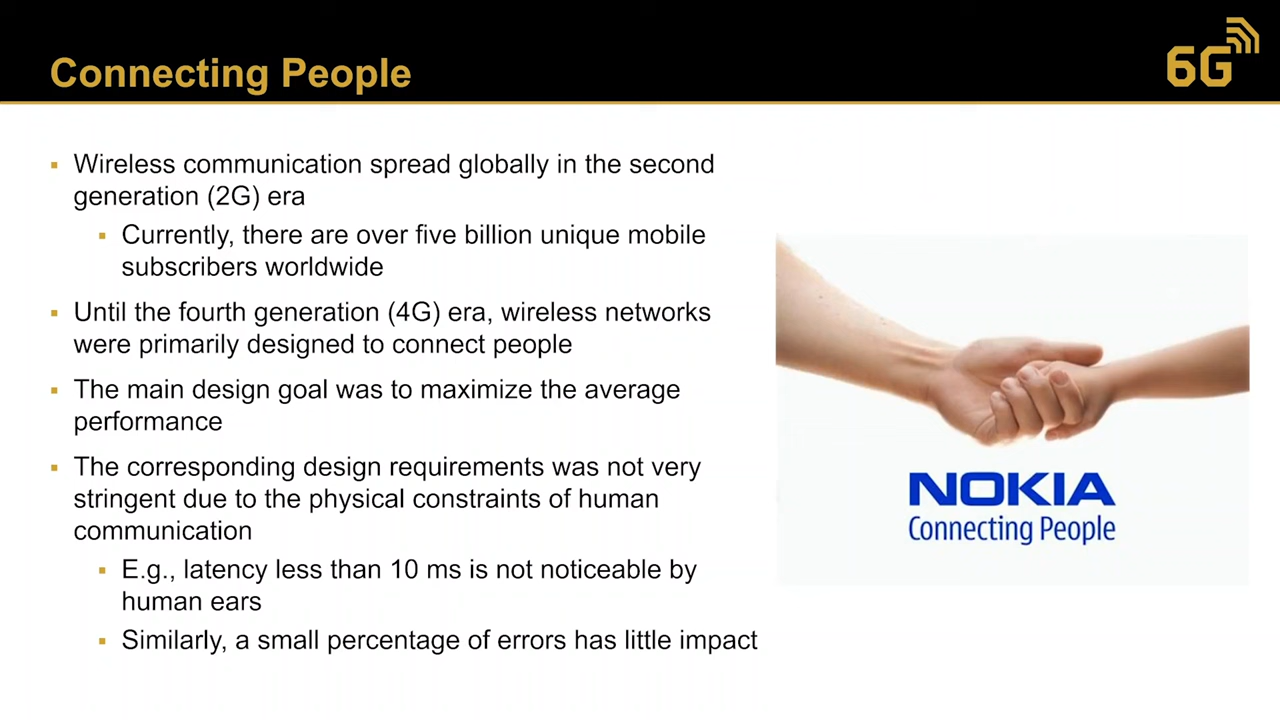 Connecting People
6G
Wireless communication spread globally in the second
generation (2G) era
Currently, there are over five billion unique mobile
subscribers worldwide
Until the fourth generation (4G) era, wireless networks
were primarily designed to connect people
The main design goal was to maximize the average
performance
The corresponding design requirements was not very
stringent due to the physical constraints of human
communication
E.g., latency less than 10 ms is not noticeable by
human ears
Similarly, a small percentage of errors has little impact
NOKIA
Connecting People